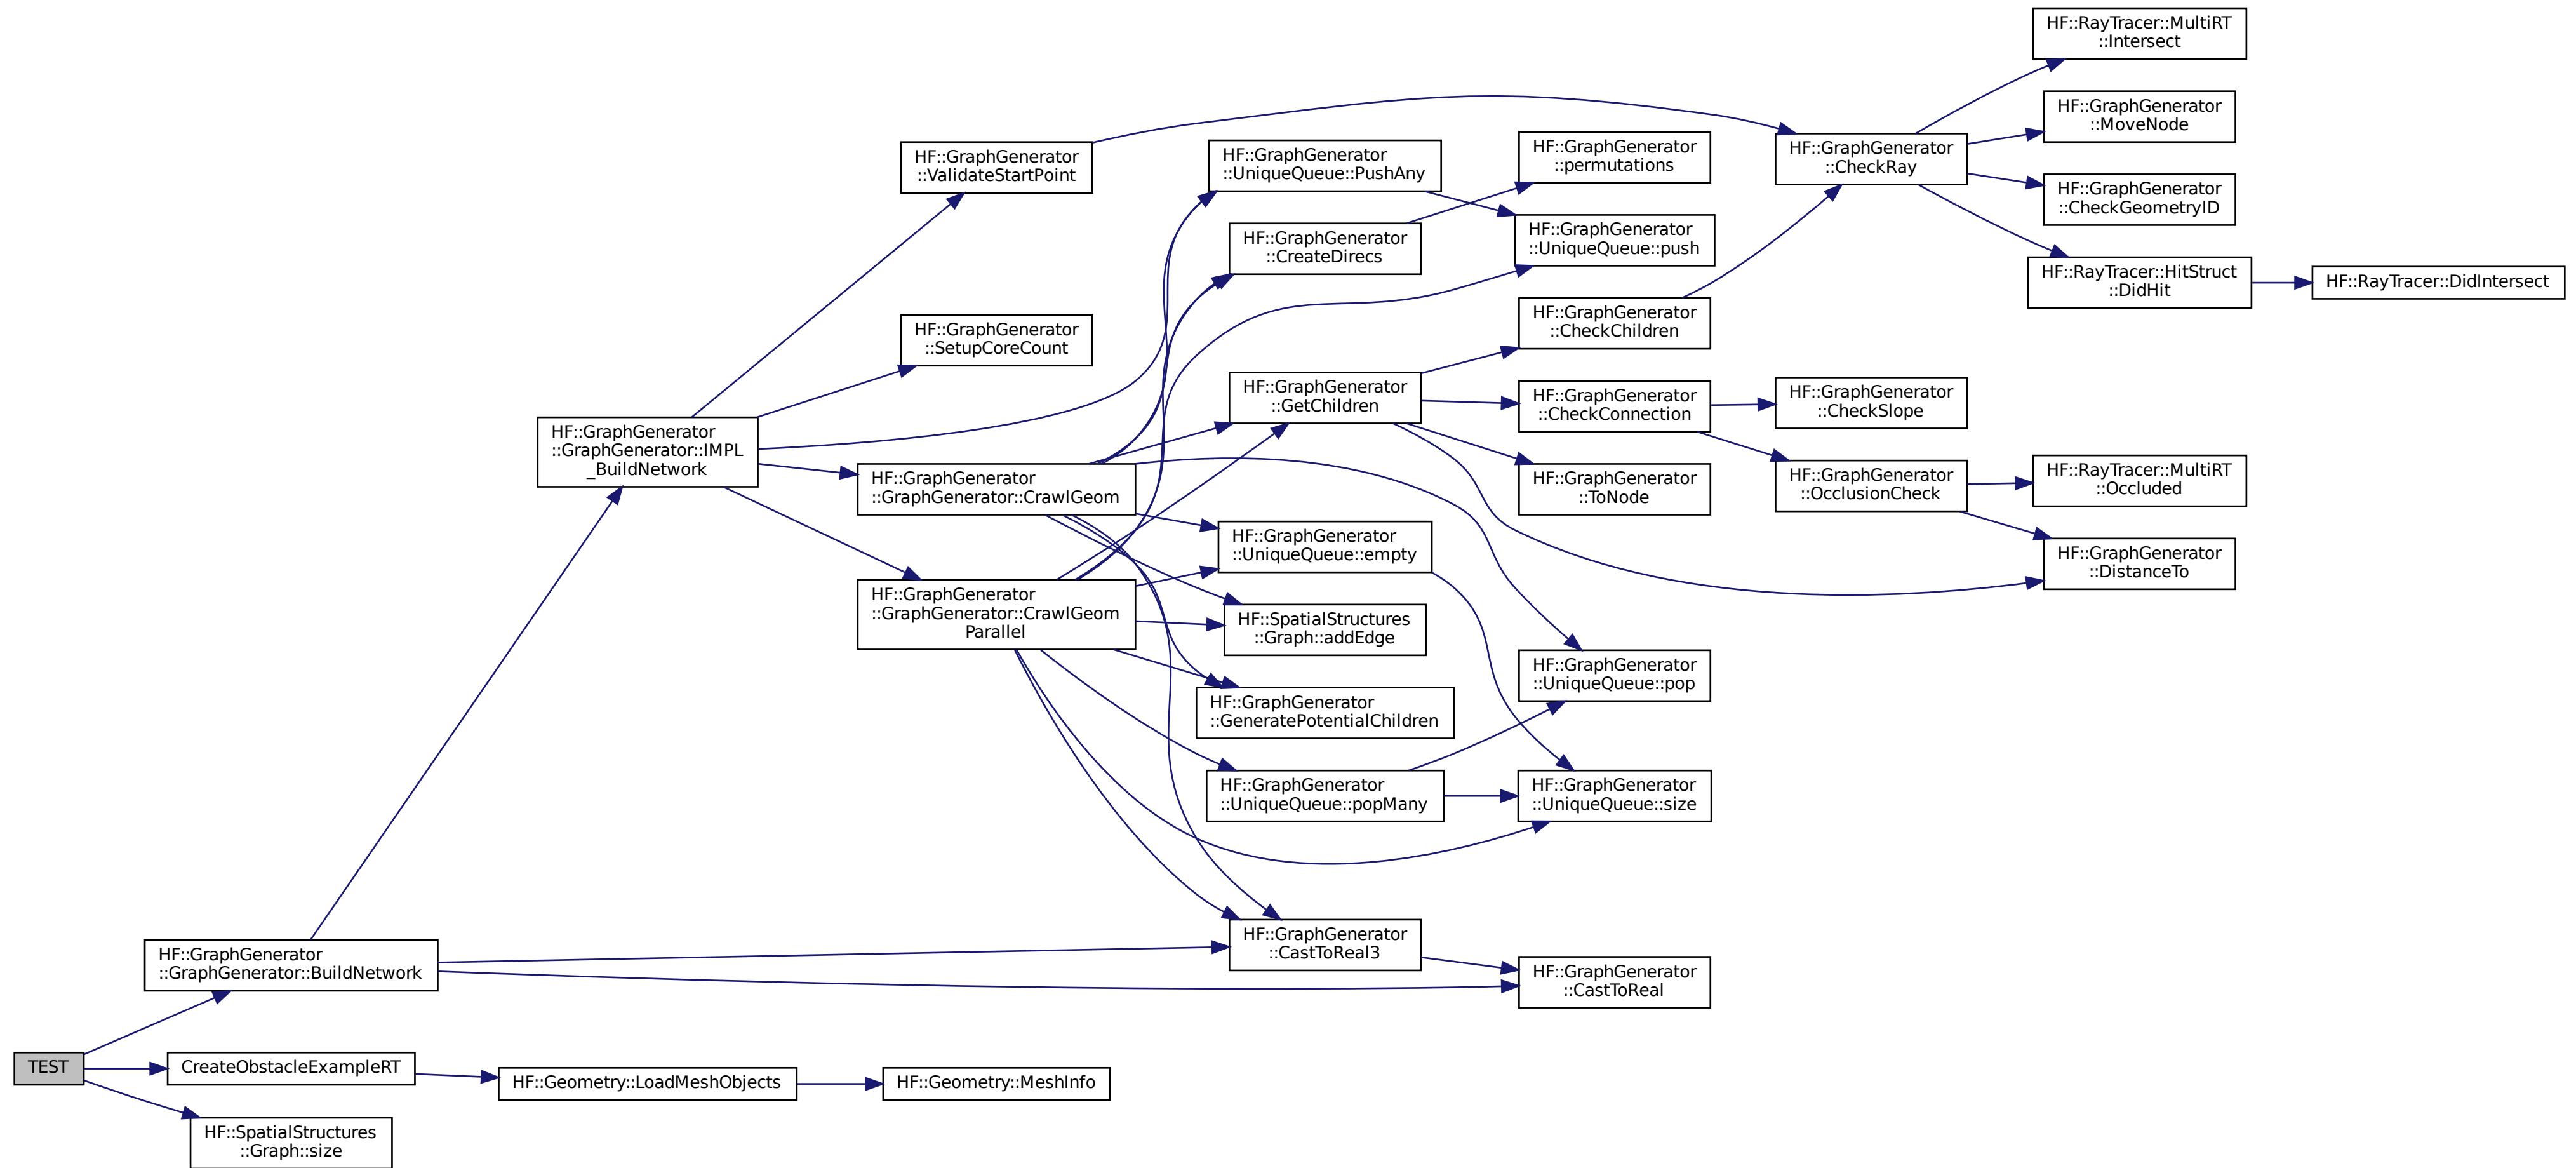 HF::RayTracer::MultiRT
::Intersect
HF::GraphGenerator
::MoveNode
HF::GraphGenerator
::ValidateStartPoint
HF::GraphGenerator
::UniqueQueue::PushAny
HF::GraphGenerator
::permutations
HF::GraphGenerator
::CheckRay
HF::GraphGenerator
::CheckGeometryID
HF::GraphGenerator
::CreateDirecs
HF::GraphGenerator
::UniqueQueue::push
HF::RayTracer::HitStruct
::DidHit
HF::RayTracer::DidIntersect
HF::GraphGenerator
::SetupCoreCount
HF::GraphGenerator
::CheckChildren
HF::GraphGenerator
::GraphGenerator::IMPL
_BuildNetwork
HF::GraphGenerator
::GetChildren
HF::GraphGenerator
::CheckConnection
HF::GraphGenerator
::CheckSlope
HF::GraphGenerator
::GraphGenerator::CrawlGeom
HF::GraphGenerator
::ToNode
HF::GraphGenerator
::OcclusionCheck
HF::RayTracer::MultiRT
::Occluded
HF::GraphGenerator
::UniqueQueue::empty
HF::GraphGenerator
::DistanceTo
HF::GraphGenerator
::GraphGenerator::CrawlGeom
Parallel
HF::SpatialStructures
::Graph::addEdge
HF::GraphGenerator
::UniqueQueue::pop
HF::GraphGenerator
::GeneratePotentialChildren
HF::GraphGenerator
::UniqueQueue::popMany
HF::GraphGenerator
::UniqueQueue::size
HF::GraphGenerator
::GraphGenerator::BuildNetwork
HF::GraphGenerator
::CastToReal3
HF::GraphGenerator
::CastToReal
TEST
CreateObstacleExampleRT
HF::Geometry::LoadMeshObjects
HF::Geometry::MeshInfo
HF::SpatialStructures
::Graph::size